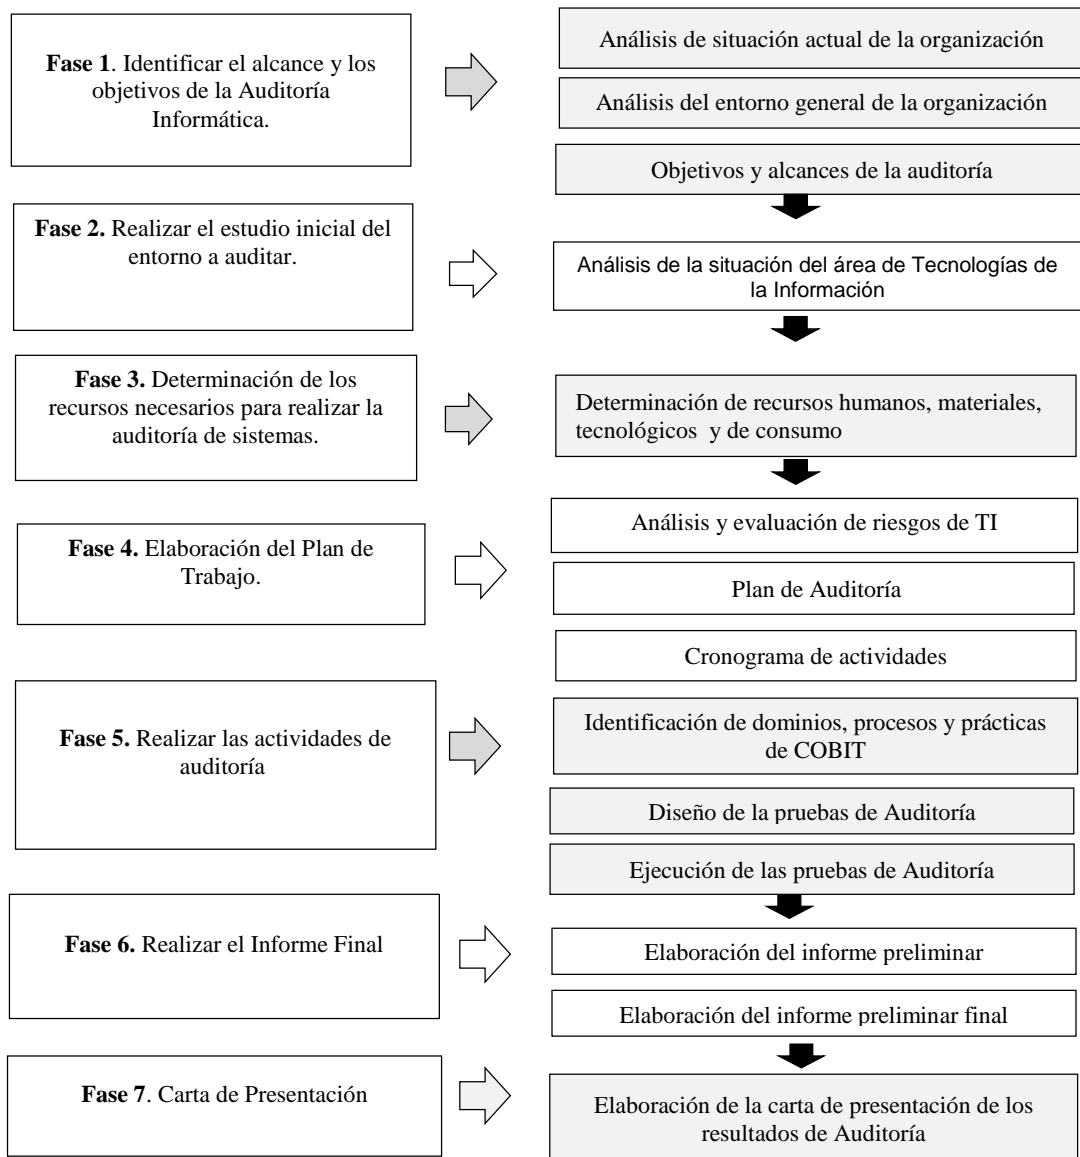 Fase 1. Identificar el alcance y los
objetivos de la Auditoría
Informática.
Análisis de situación actual de la organización
Análisis del entorno general de la organización
Objetivos y alcances de la auditoría
Fase 2. Realizar el estudio inicial del
entorno a auditar.
Análisis de la situación del área de Tecnologías de
la Información
Fase 3. Determinación de los
recursos necesarios para realizar la
auditoría de sistemas.
Determinación de recursos humanos, materiales,
tecnológicos y de consumo
Fase 4. Elaboración del Plan de
Trabajo.
Análisis y evaluación de riesgos de TI
Plan de Auditoría
Cronograma de actividades
Fase 5. Realizar las actividades de
auditoría
Identificación de dominios, procesos y prácticas
de COBIT
Diseño de la pruebas de Auditoría
Ejecución de las pruebas de Auditoría
Fase 6. Realizar el Informe Final
Elaboración del informe preliminar
Elaboración del informe preliminar final
Fase 7. Carta de Presentación
Elaboración de la carta de presentación de los
resultados de Auditoría